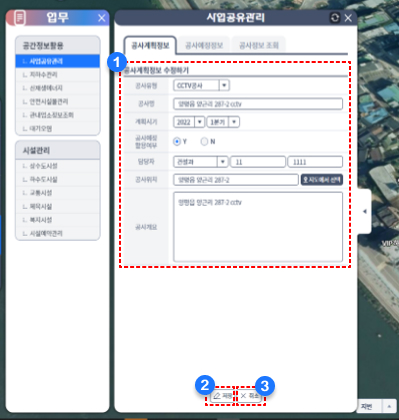 업무
공간정보활용
사업공유관리
지자수관리
신재생에너지
안전시설물관리
관내업소정보조회
대기오염
시설관리
상수도시설
하수도시설
교통시설
체육시설
복지시설
시설예약관리
사업공유관리
공사계획정보
공사예정정보
공사정보 조회
1
공사계획정보 수정하기
공사유형
CCTV공사
공사명
양평읍 양근리 287-2 cctv
계획시기
2022
1분기
공사예정
Y
N
담당자
건설과
11
1111
공사위치
양평읍 양근리 287-2
지도에서 선택
공사개요
양평읍 양근리 287-2 cctv
2
3
취소
지번